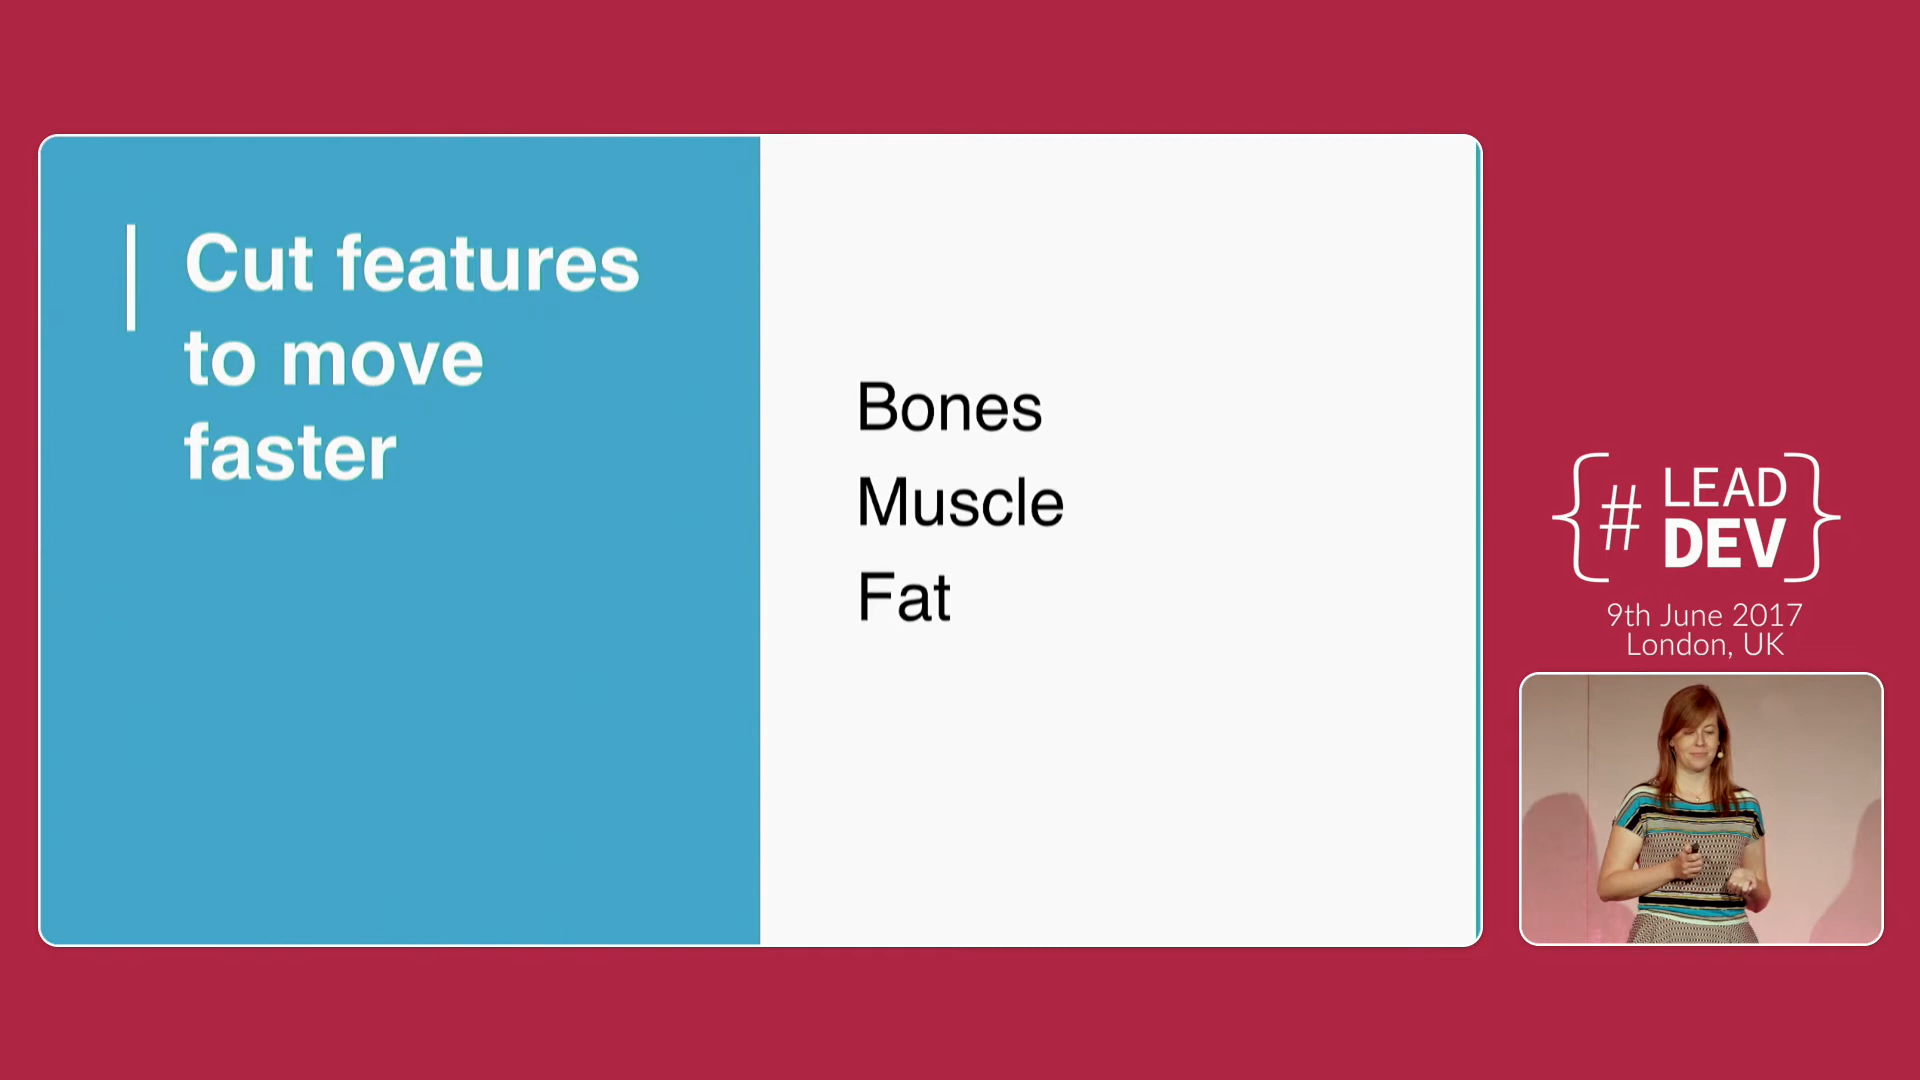 Cut features
to move
faster
Bones
Muscle
Fat
{# LEAD
DEV}
9th June 2017
London, UK